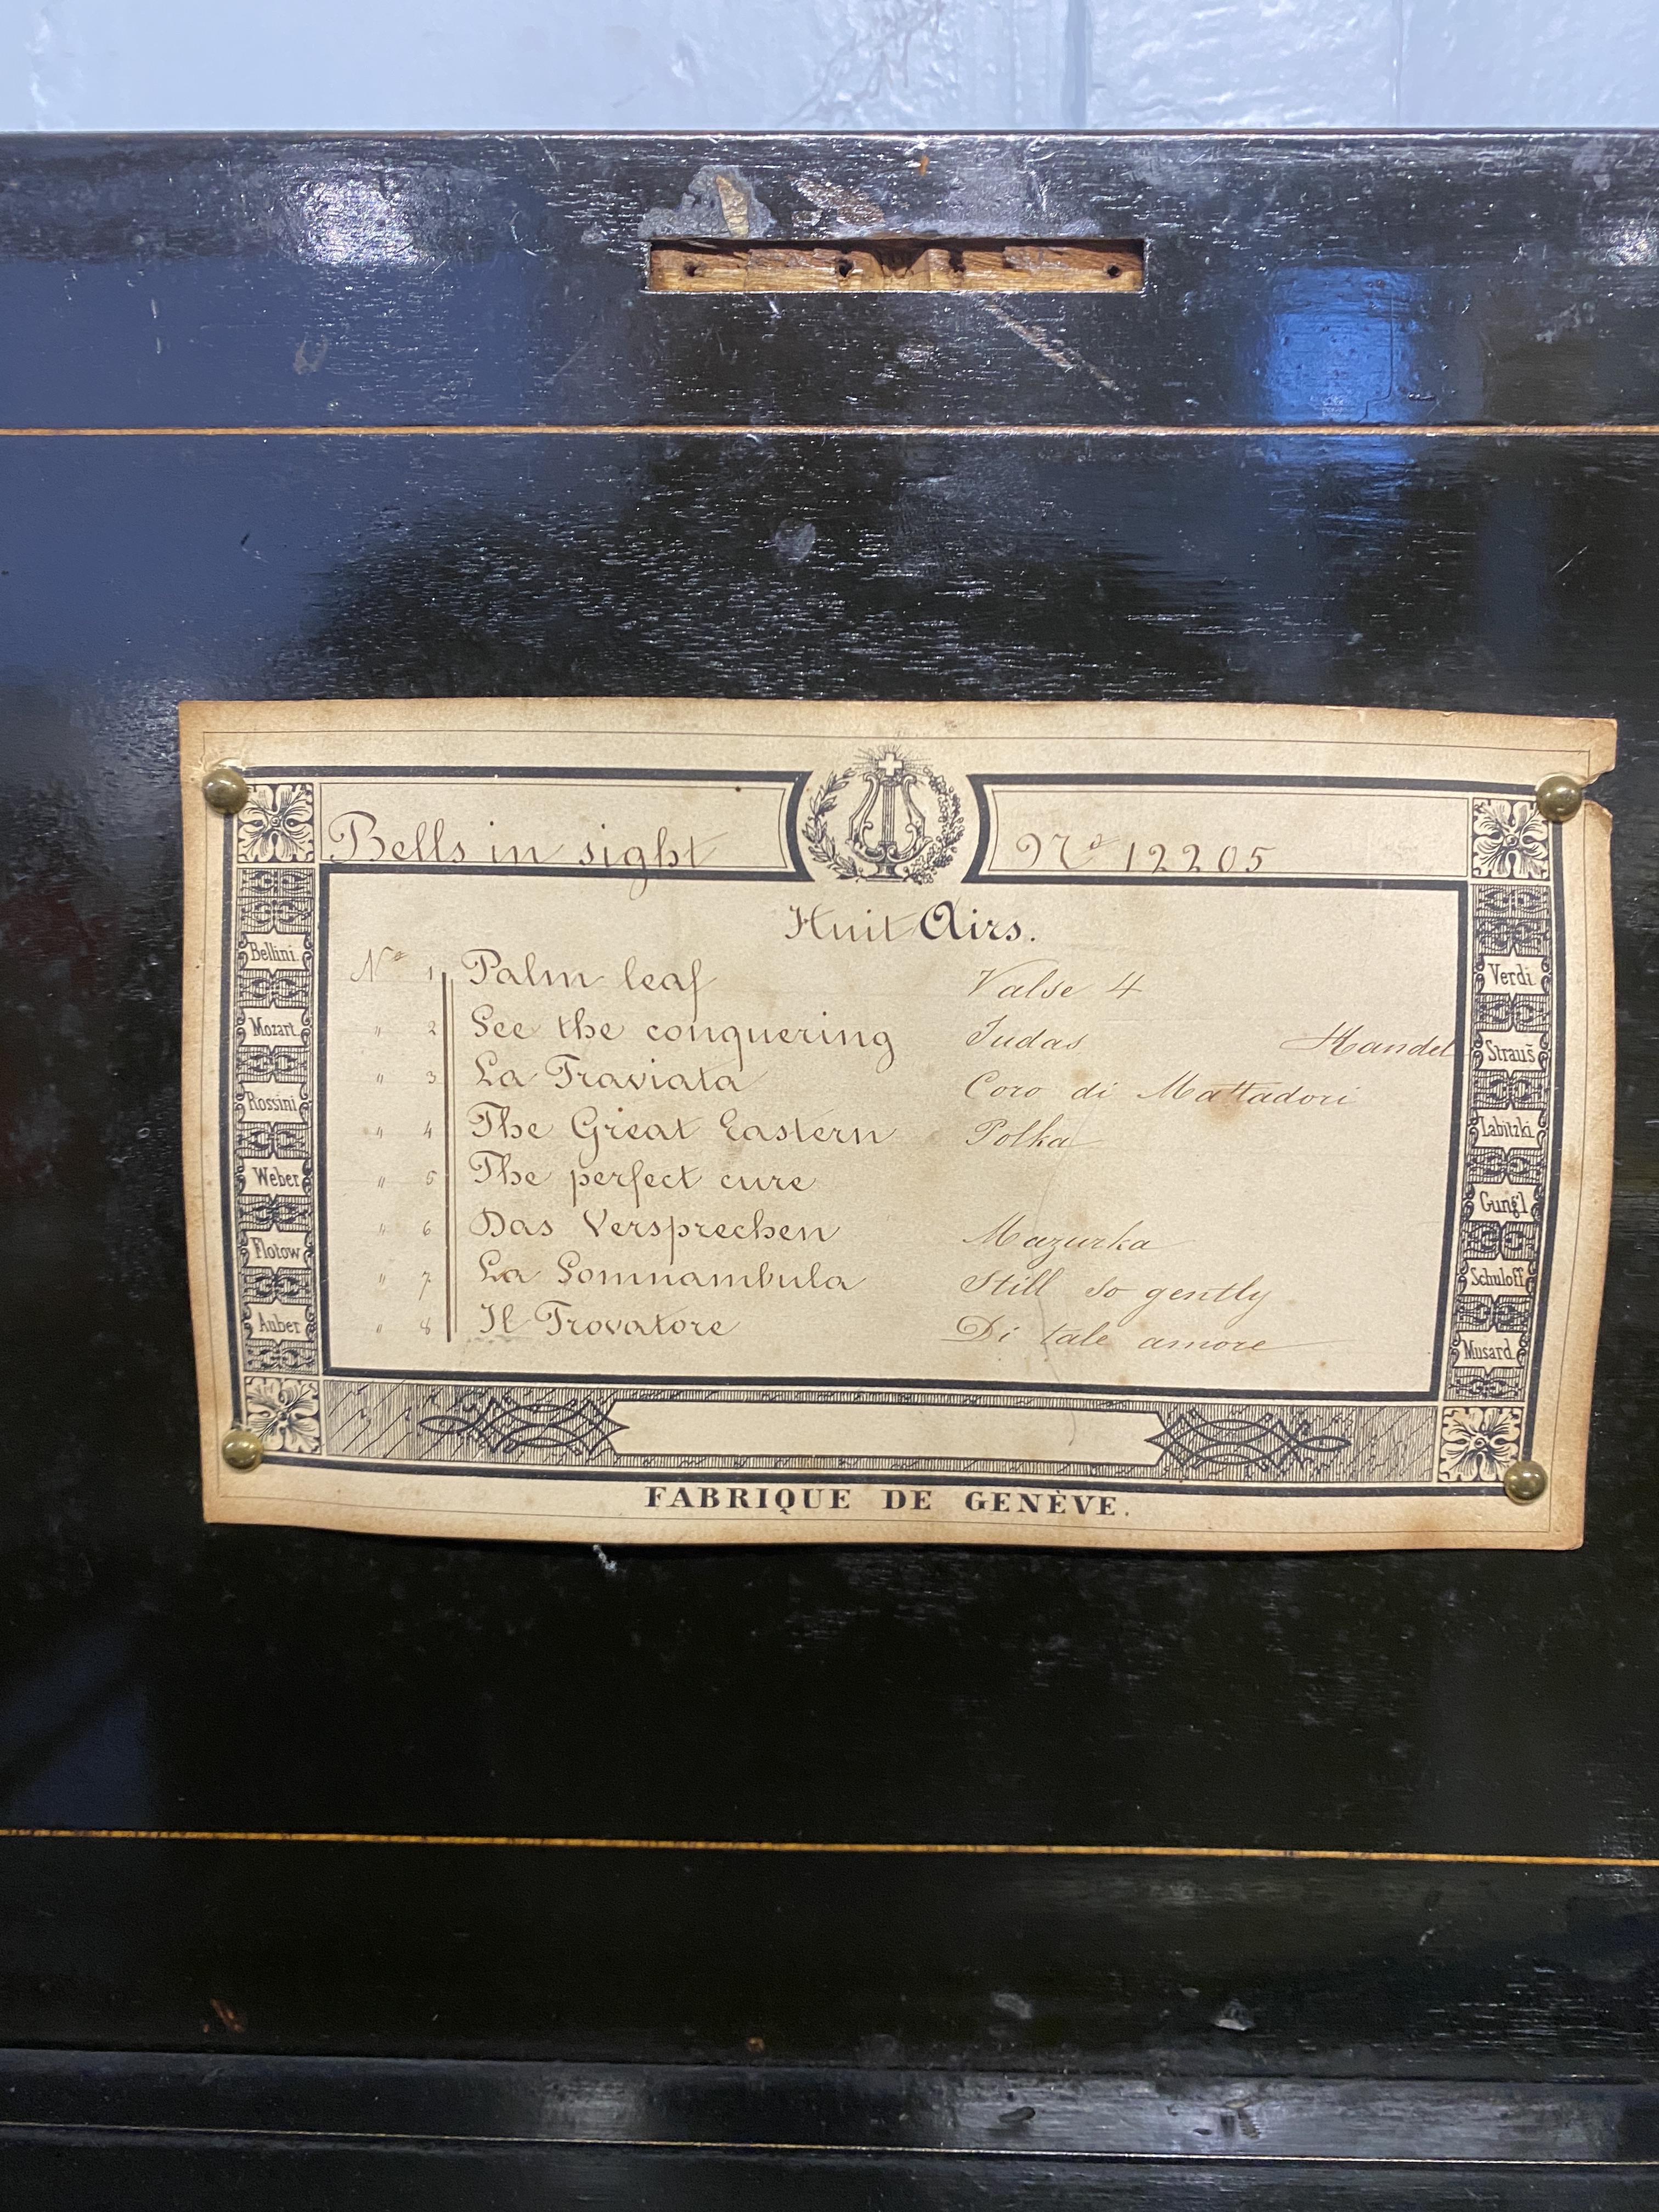 Bells in sight
Nº 12205
Huit Airs.
Nº 1 Palm leaf Valse 4
" 2 See the conquering Judas Handel
" 3 La Traviata Coro di Mattadori
" 4 The Great Eastern Polka
" 5 The perfect cure
" 6 Das Versprechen Mazurka
" 7 La Somnambula Still so gently
" 8 Il Trovatore Di tale amore
Bellini
Mozart
Rossini
Weber
Flotow
Auber
Verdi
Strauß
Labitzki
Gung'l
Schuloff
Musard
FABRIQUE DE GENÈVE.